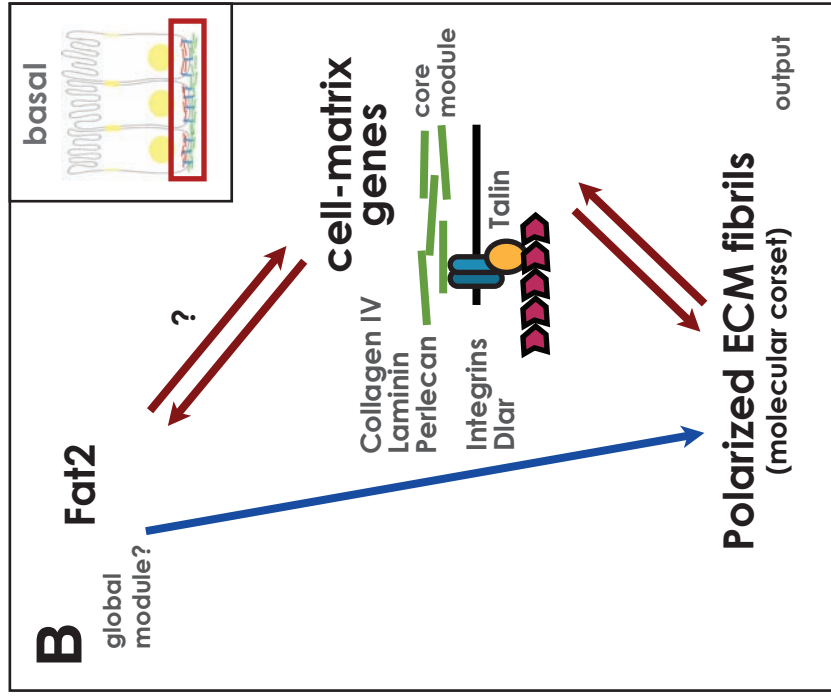 B
basal
Fat2
global
module?
?
cell-matrix
genes
Collagen IV
Laminin
Perlecan
core
module
Integrins
Dlar
Talin
Polarized ECM fibrils
(molecular corset)
output